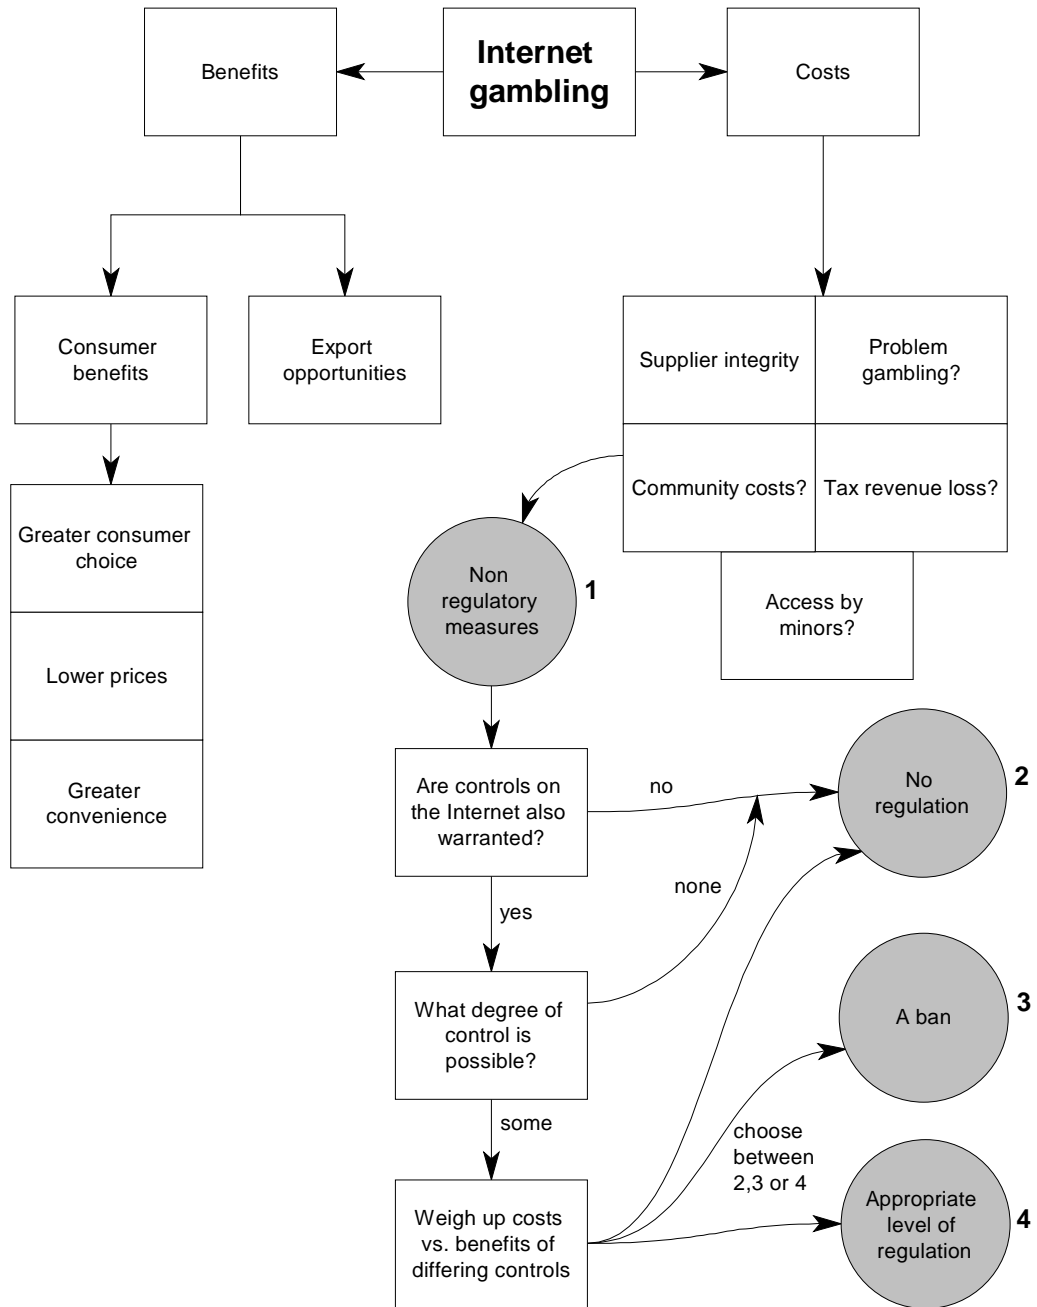 Benefits
Internet
gambling
Costs
Consumer
benefits
Export
opportunities
Supplier integrity
Problem
gambling?
Community costs?
Tax revenue loss?
Access by
minors?
Greater consumer
choice
Lower prices
Greater
convenience
Non
regulatory
measures
1
Are controls on
the Internet also
warranted?
no
No
regulation
2
yes
none
What degree of
control is
possible?
A ban
3
some
choose
between
2,3 or 4
Weigh up costs
vs. benefits of
differing controls
Appropriate
level of
regulation
4